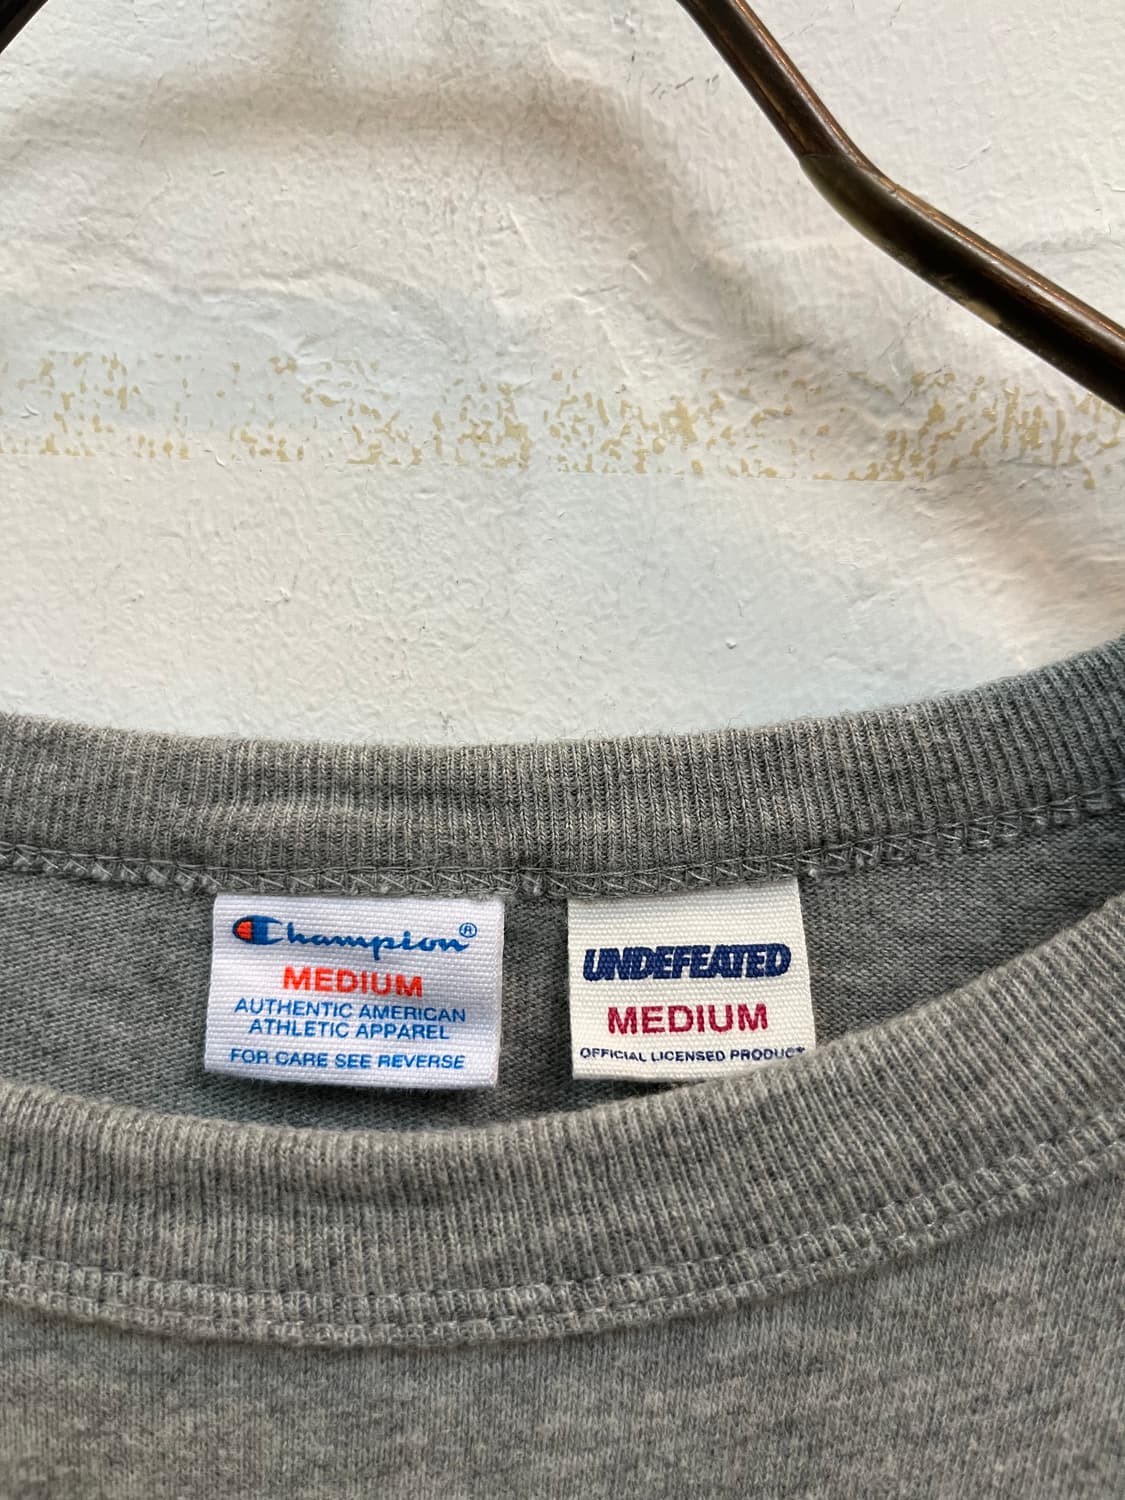 Champion®
MEDIUM
AUTHENTIC AMERICAN
ATHLETIC APPAREL
FOR CARE SEE REVERSE
UNDEFEATED
MEDIUM
OFFICIAL LICENSED PRODUCT